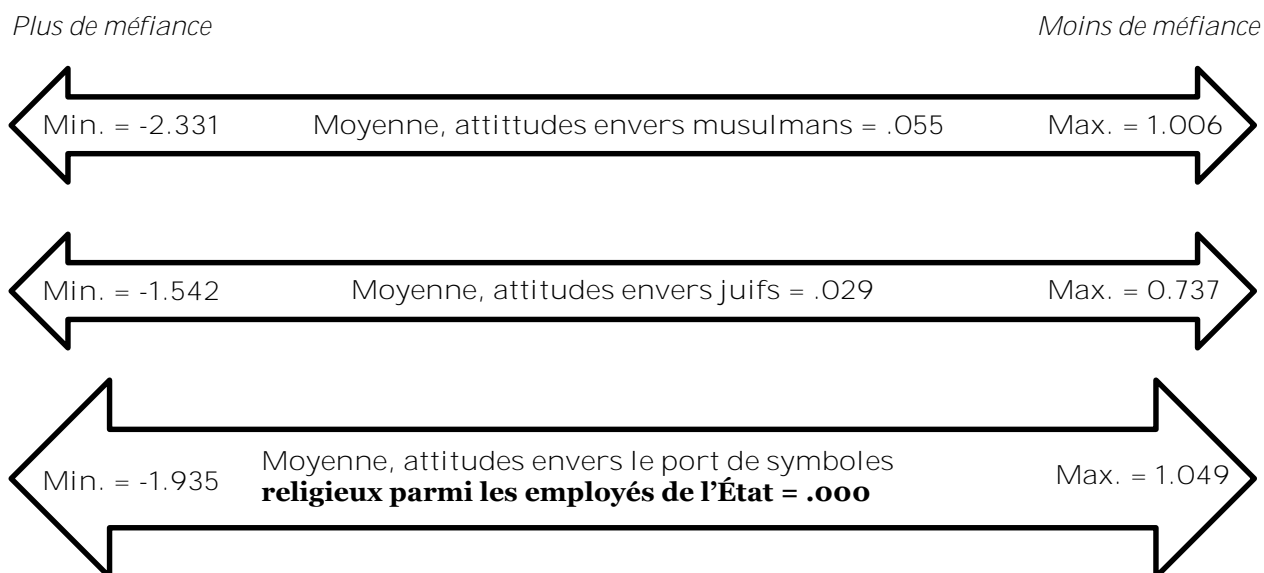 Plus de méfiance
Moins de méfiance
Min. = -2.331
Moyenne, attittudes envers musulmans = .055
Max. = 1.006
Min. = -1.542
Moyenne, attitudes envers juifs = .029
Max. = 0.737
Min. = -1.935
Moyenne, attitudes envers le port de symboles
religieux parmi les employés de l’État = .000
Max. = 1.049